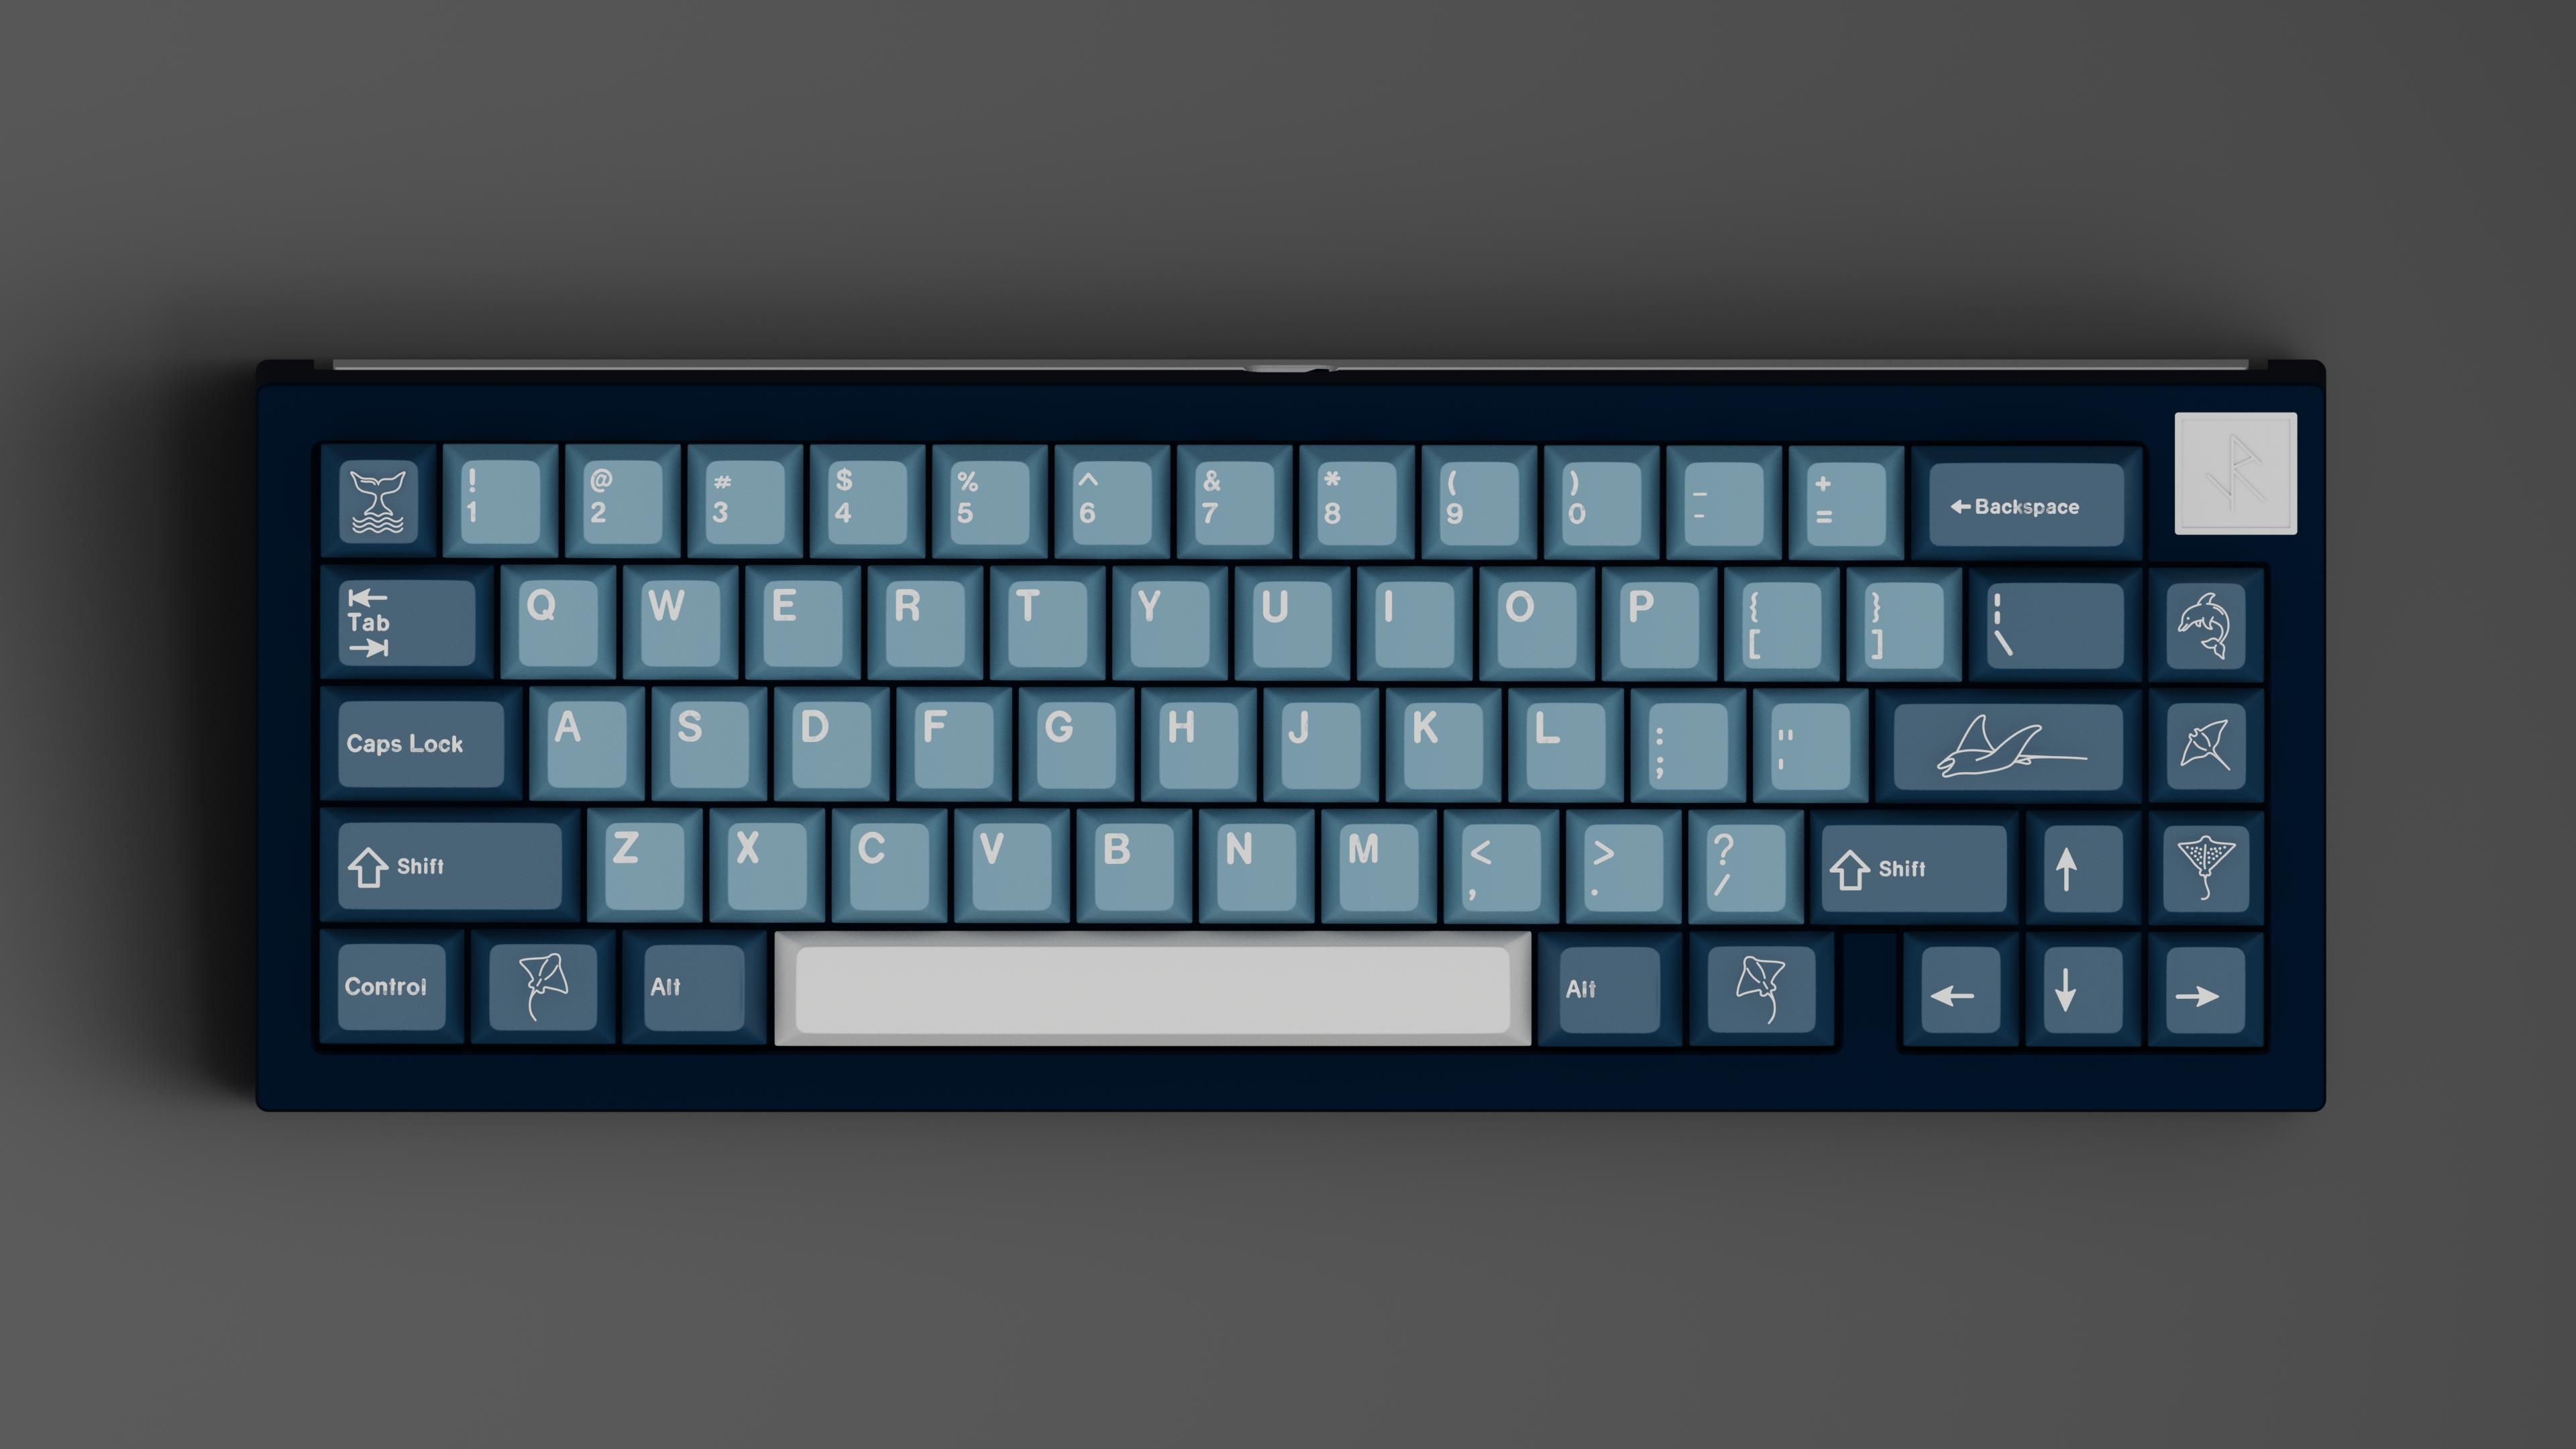 ! @ # $ % ^ & * ( ) _ +
1 2 3 4 5 6 7 8 9 0 - = ←Backspace
Tab Q W E R T Y U I O P { [ } ] | \
Caps Lock A S D F G H J K L : ; " '
Shift Z X C V B N M < , > . ? / Shift ↑
Control Alt Alt ← ↓ →